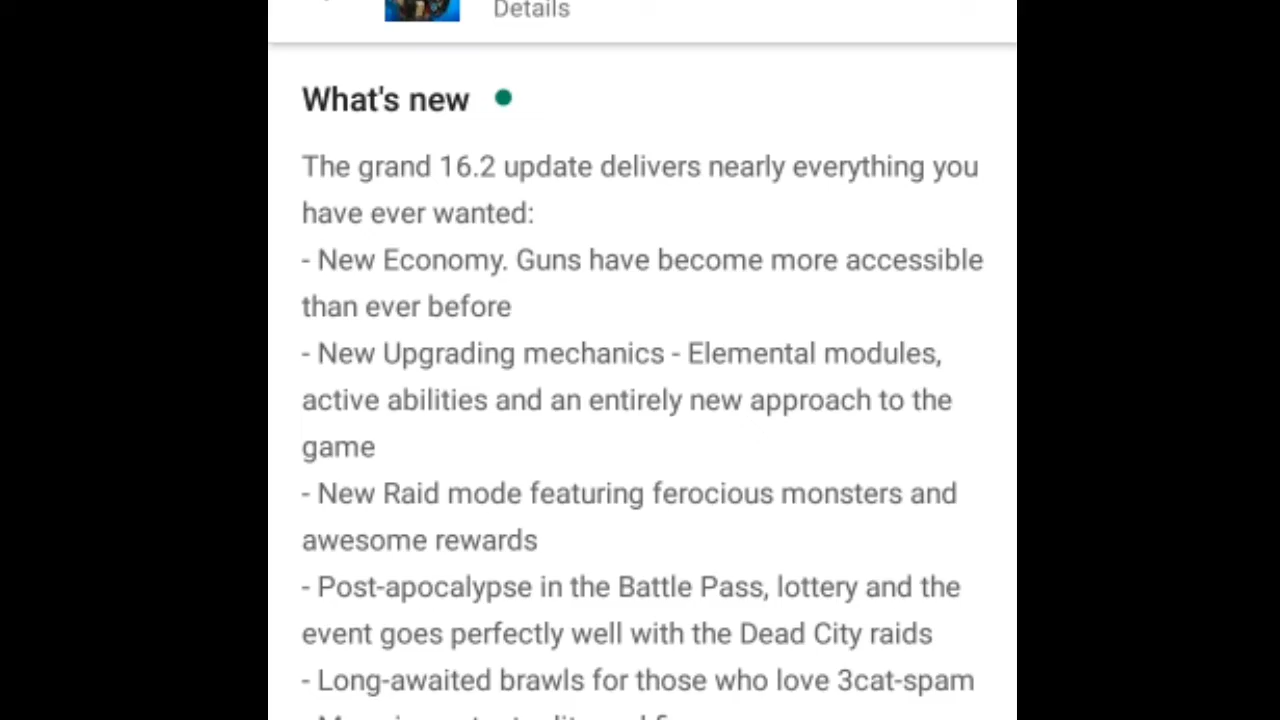 Details
What's new
The grand 16.2 update delivers nearly everything you
have ever wanted:
- New Economy. Guns have become more accessible
than ever before
- New Upgrading mechanics - Elemental modules,
active abilities and an entirely new approach to the
game
- New Raid mode featuring ferocious monsters and
awesome rewards
- Post-apocalypse in the Battle Pass, lottery and the
event goes perfectly well with the Dead City raids
- Long-awaited brawls for those who love 3cat-spam